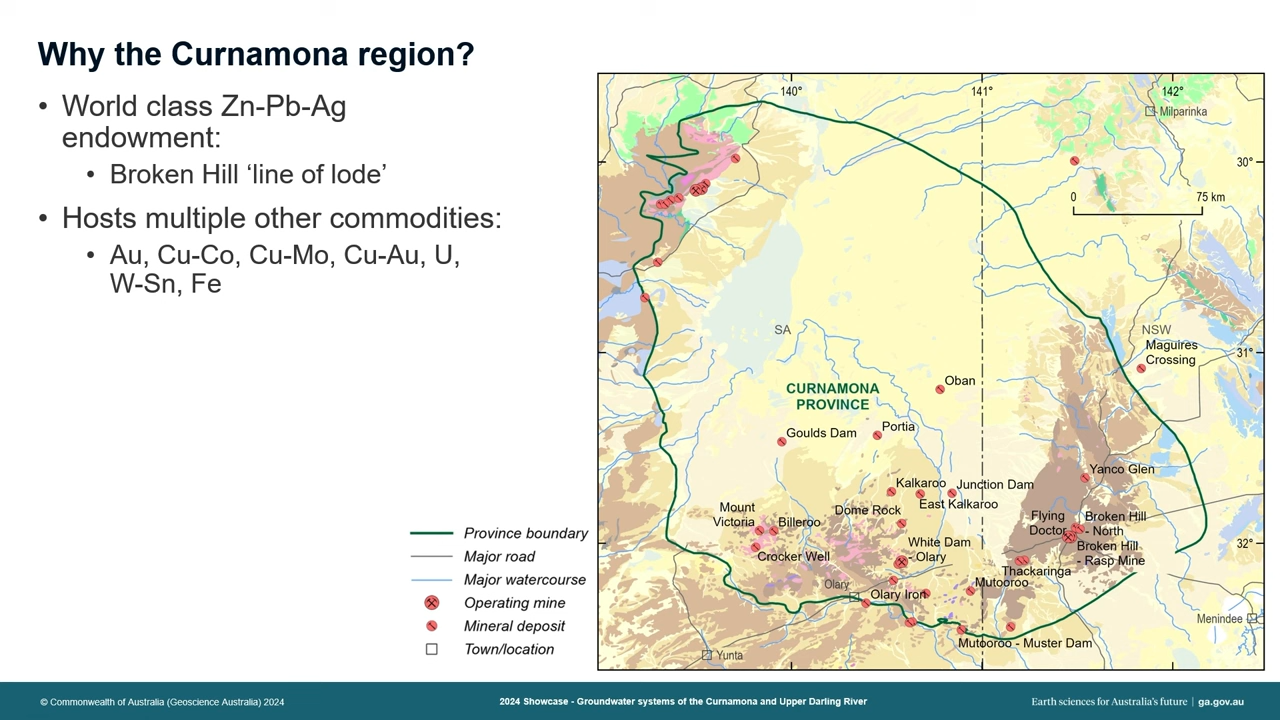 Why the Curnamona region?
• World class Zn-Pb-Ag
endowment:
• Broken Hill ‘line of lode’
• Hosts multiple other commodities:
• Au, Cu-Co, Cu-Mo, Cu-Au, U,
W-Sn, Fe
Province boundary
Major road
Major watercourse
Operating mine
Mineral deposit
Town/location
140°
141°
142°
Milparinka
30°
0
75 km
SA
NSW
Maguires
Crossing
31°
CURNAMONA
PROVINCE
Oban
Goulds Dam
Portia
Yanco Glen
Kalkaroo
Junction Dam
East Kalkaroo
Mount
Victoria
Billeroo
Dome Rock
Flying
Doctor
Broken Hill
- North
Broken Hill
- Rasp Mine
32°
Crocker Well
White Dam
- Olary
Thackaringa
Mutooroo
Olary
Olary Iron
Menindee
Mutooroo - Muster Dam
Yunta
© Commonwealth of Australia (Geoscience Australia) 2024
2024 Showcase - Groundwater systems of the Curnamona and Upper Darling River
Earth sciences for Australia’s future | ga.gov.au